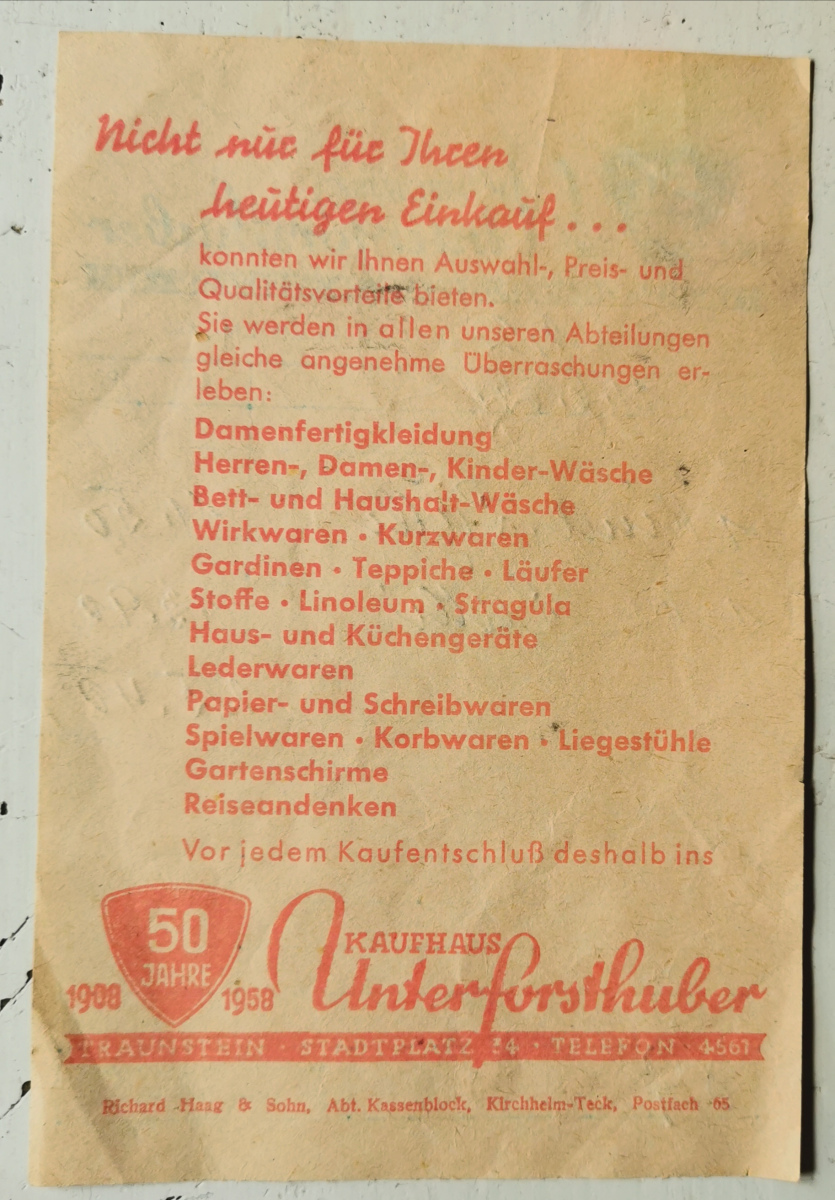 Nicht nur für Ihren
heutigen Einkauf...
konnten wir Ihnen Auswahl-, Preis- und
Qualitätsvorteile bieten.
Sie werden in allen unseren Abteilungen
gleiche angenehme Überraschungen er-
leben:
Damenfertigkleidung
Herren-, Damen-, Kinder-Wäsche
Bett- und Haushalt-Wäsche
Wirkwaren · Kurzwaren
Gardinen · Teppiche · Läufer
Stoffe · Linoleum · Stragula
Haus- und Küchengeräte
Lederwaren
Papier- und Schreibwaren
Spielwaren · Korbwaren · Liegestühle
Gartenschirme
Reiseandenken
Vor jedem Kaufentschluß deshalb ins
50
JAHRE
1908 1958
KAUFHAUS
Unterforsthuber
TRAUNSTEIN · STADTPLATZ 34 · TELEFON 4561
Richard Haag & Sohn, Abt. Kassenblock, Kirchheim-Teck, Postfach 65